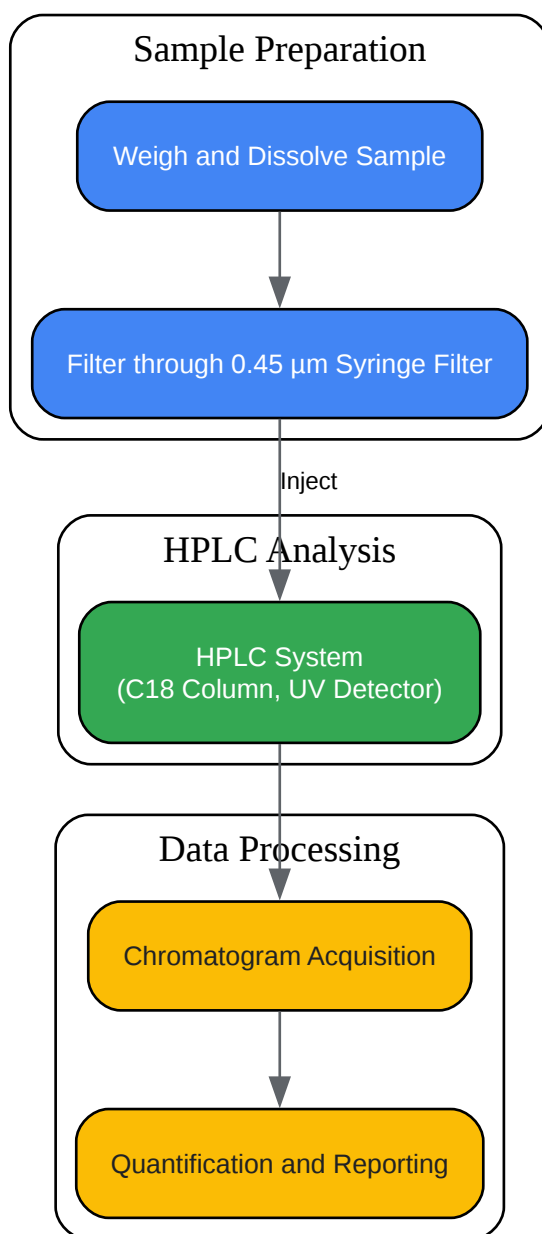 Sample Preparation
Weigh and Dissolve Sample
Filter through 0.45 µm Syringe Filter
Inject
HPLC Analysis
HPLC System
(C18 Column, UV Detector)
Data Processing
Chromatogram Acquisition
Quantification and Reporting